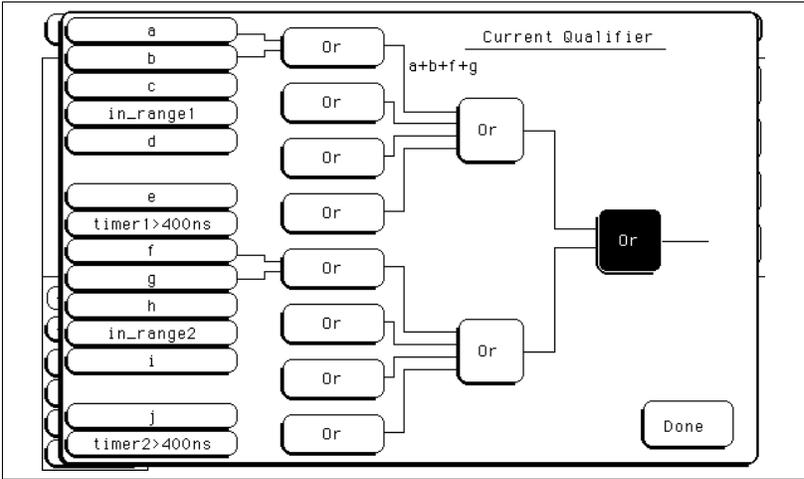 Current Qualifier
a
b
c
in_range1
d
e
timer1>400ns
f
g
h
in_range2
i
j
timer2>400ns
Or
Or
Or
Or
Or
Or
Or
Or
a+b+f+g
Or
Or
Or
Done